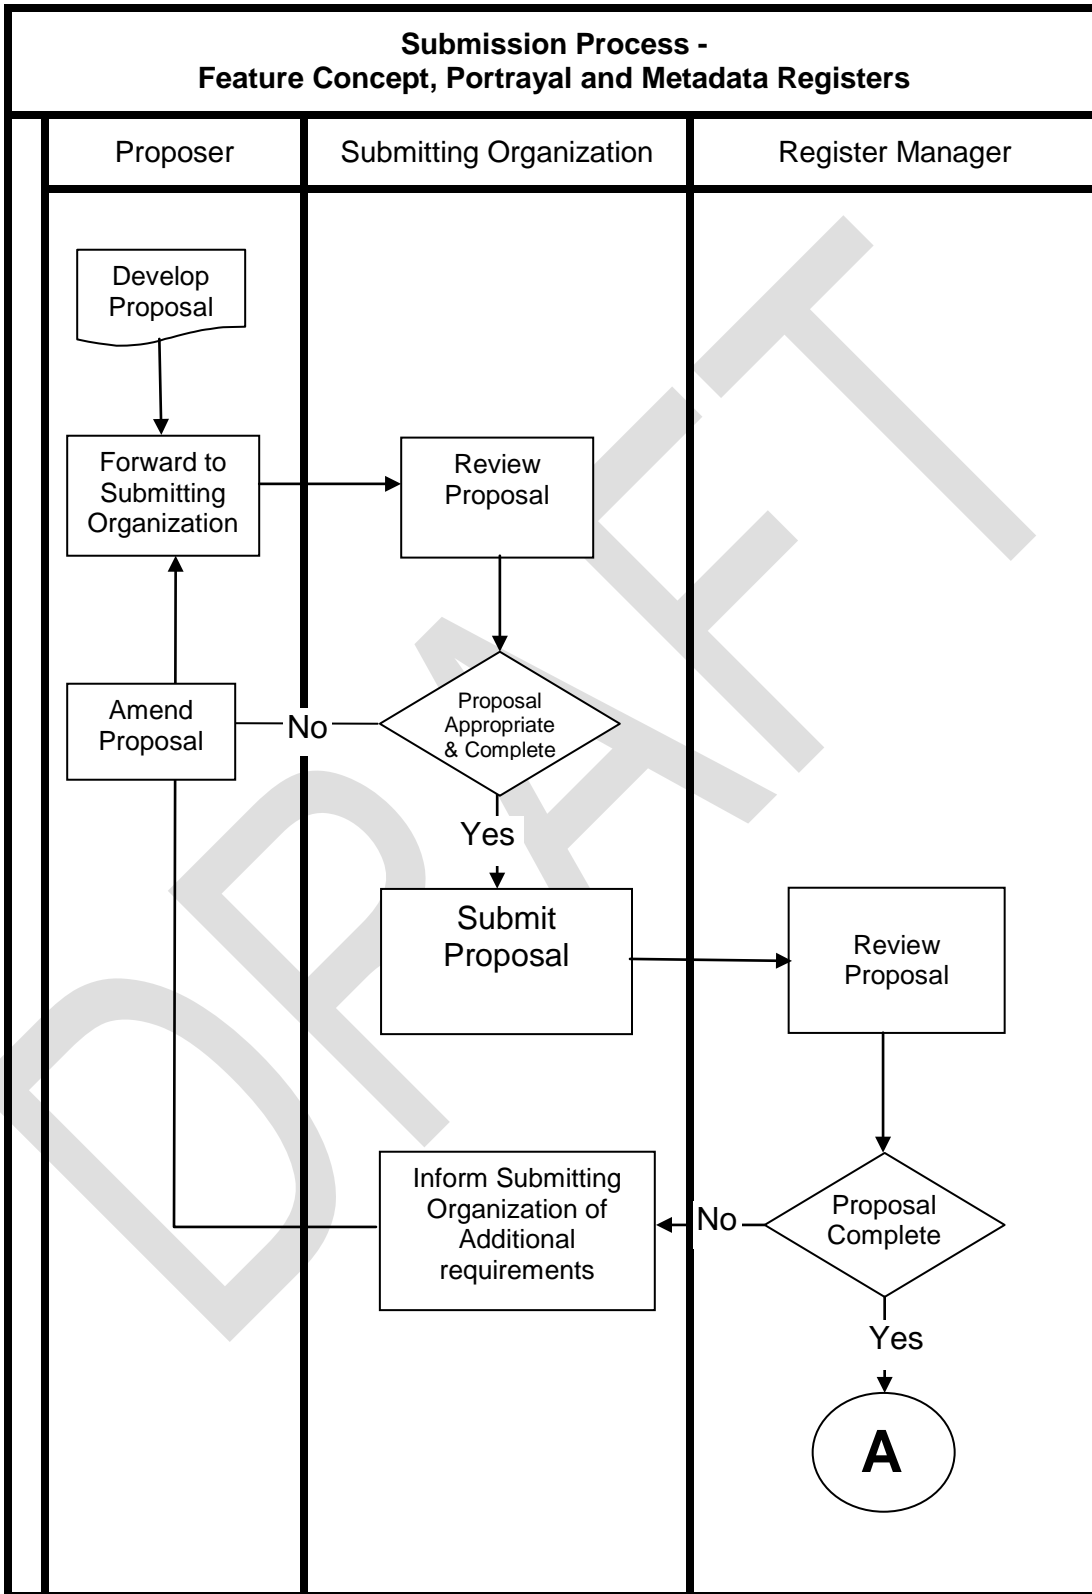 Submission Process -
Feature Concept, Portrayal and Metadata Registers
Proposer
Submitting Organization
Register Manager
Develop
Proposal
Forward to
Submitting
Organization
Review
Proposal
Amend
Proposal
No
Proposal
Appropriate
& Complete
Yes
Submit
Proposal
Review
Proposal
Inform Submitting
Organization of
Additional
requirements
No
Proposal
Complete
Yes
A
DRAFT